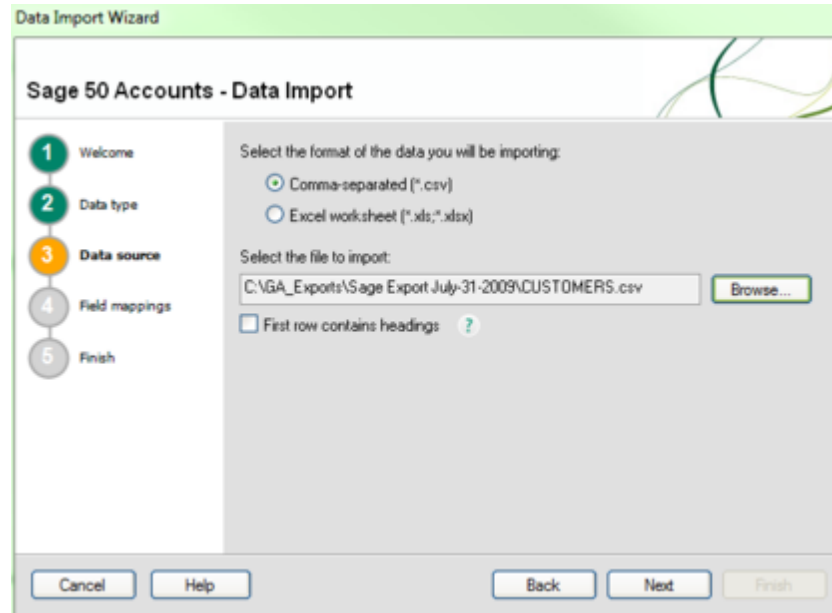 Data Import Wizard
Sage 50 Accounts - Data Import
1 Welcome
2 Data type
3 Data source
4 Field mappings
5 Finish
Select the format of the data you will be importing:
Comma-separated (*.csv)
Excel worksheet (*.xls;*.xlsx)
Select the file to import:
C:\GA_Exports\Sage Export July-31-2009\CUSTOMERS.csv Browse...
First row contains headings ?
Cancel Help Back Next Finish